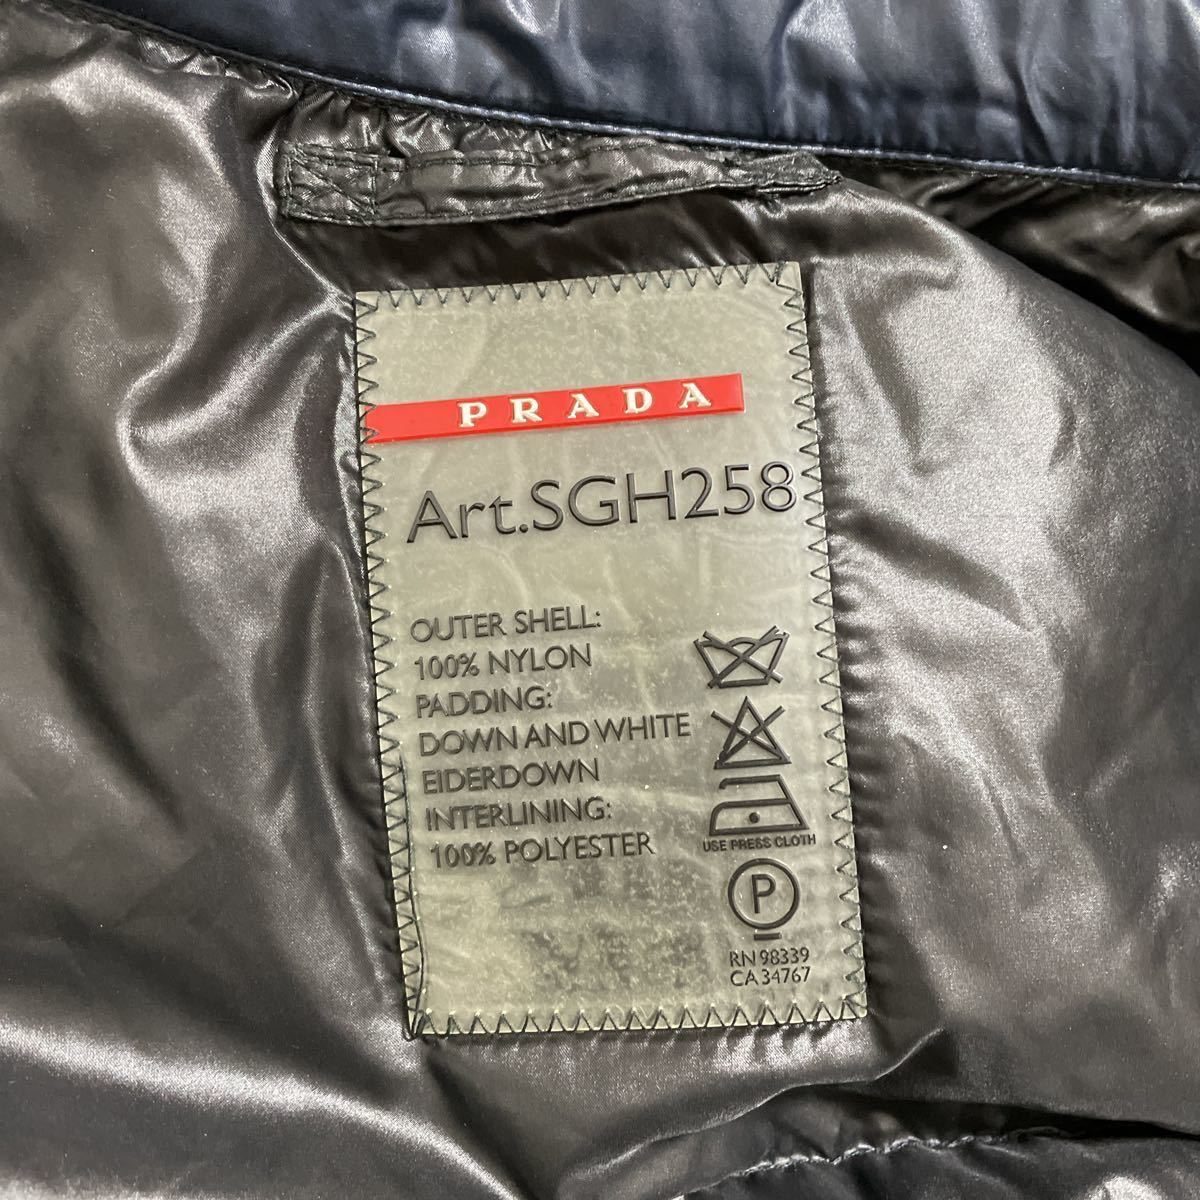 PRADA
Art.SGH258
OUTER SHELL:
100% NYLON
PADDING:
DOWN AND WHITE
EIDERDOWN
INTERLINING:
100% POLYESTER
USE PRESS CLOTH
P
RN 98339
CA 34767